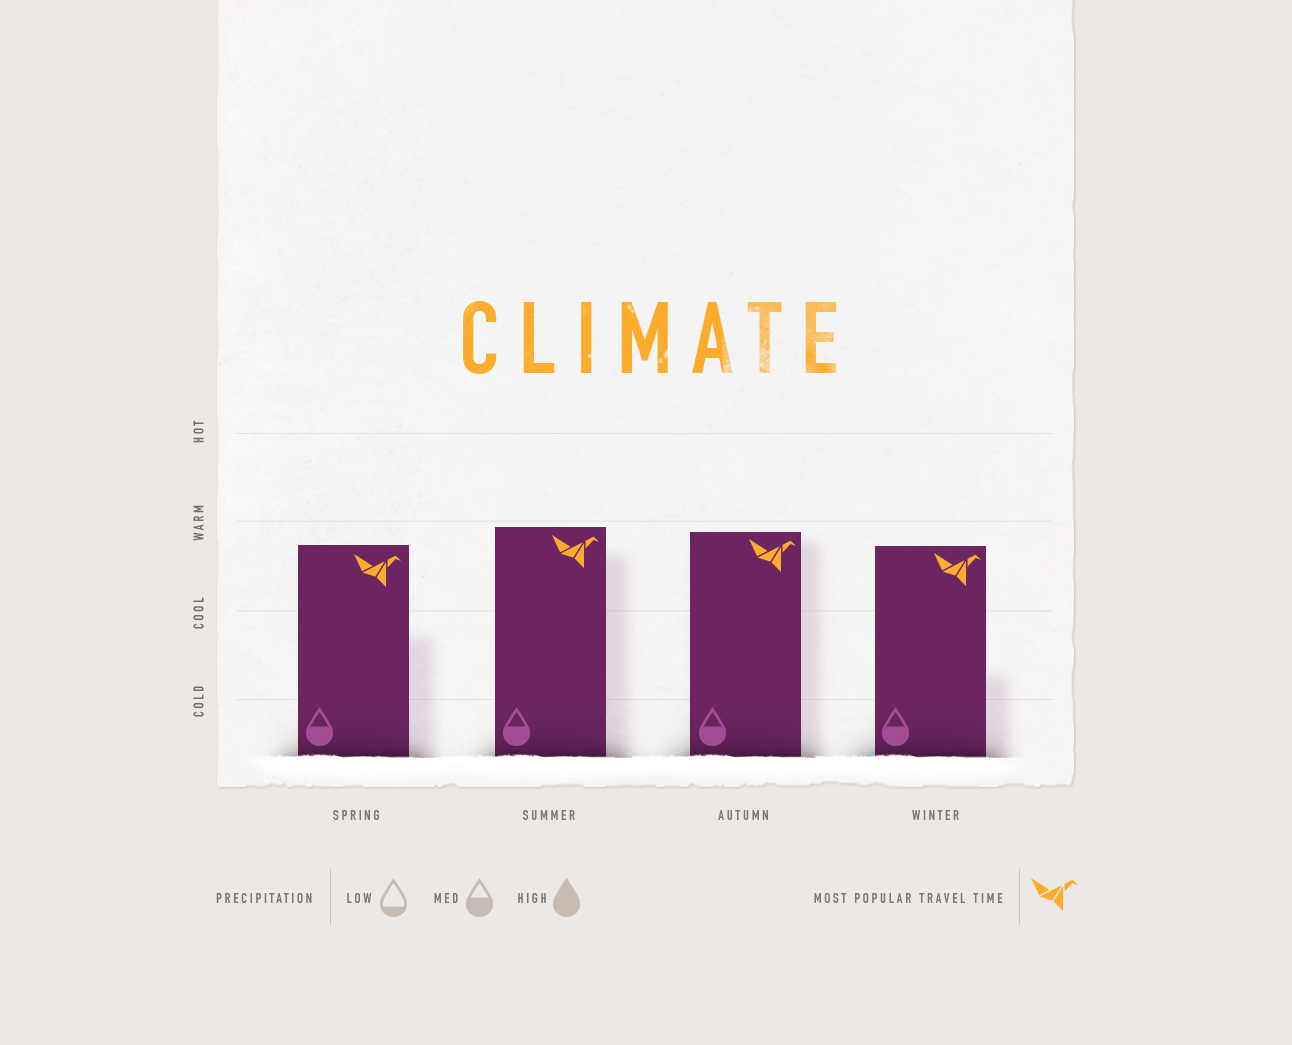 CLIMATE
HOT
WARM
COOL
COLD
SPRING SUMMER AUTUMN WINTER
PRECIPITATION LOW MED HIGH MOST POPULAR TRAVEL TIME